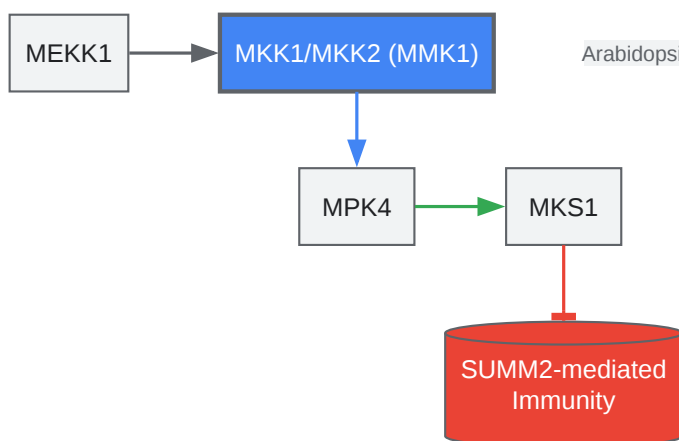 MEKK1
MKK1/MKK2 (MMK1)
Arabidopsi
MPK4
MKS1
SUMM2-mediated
Immunity